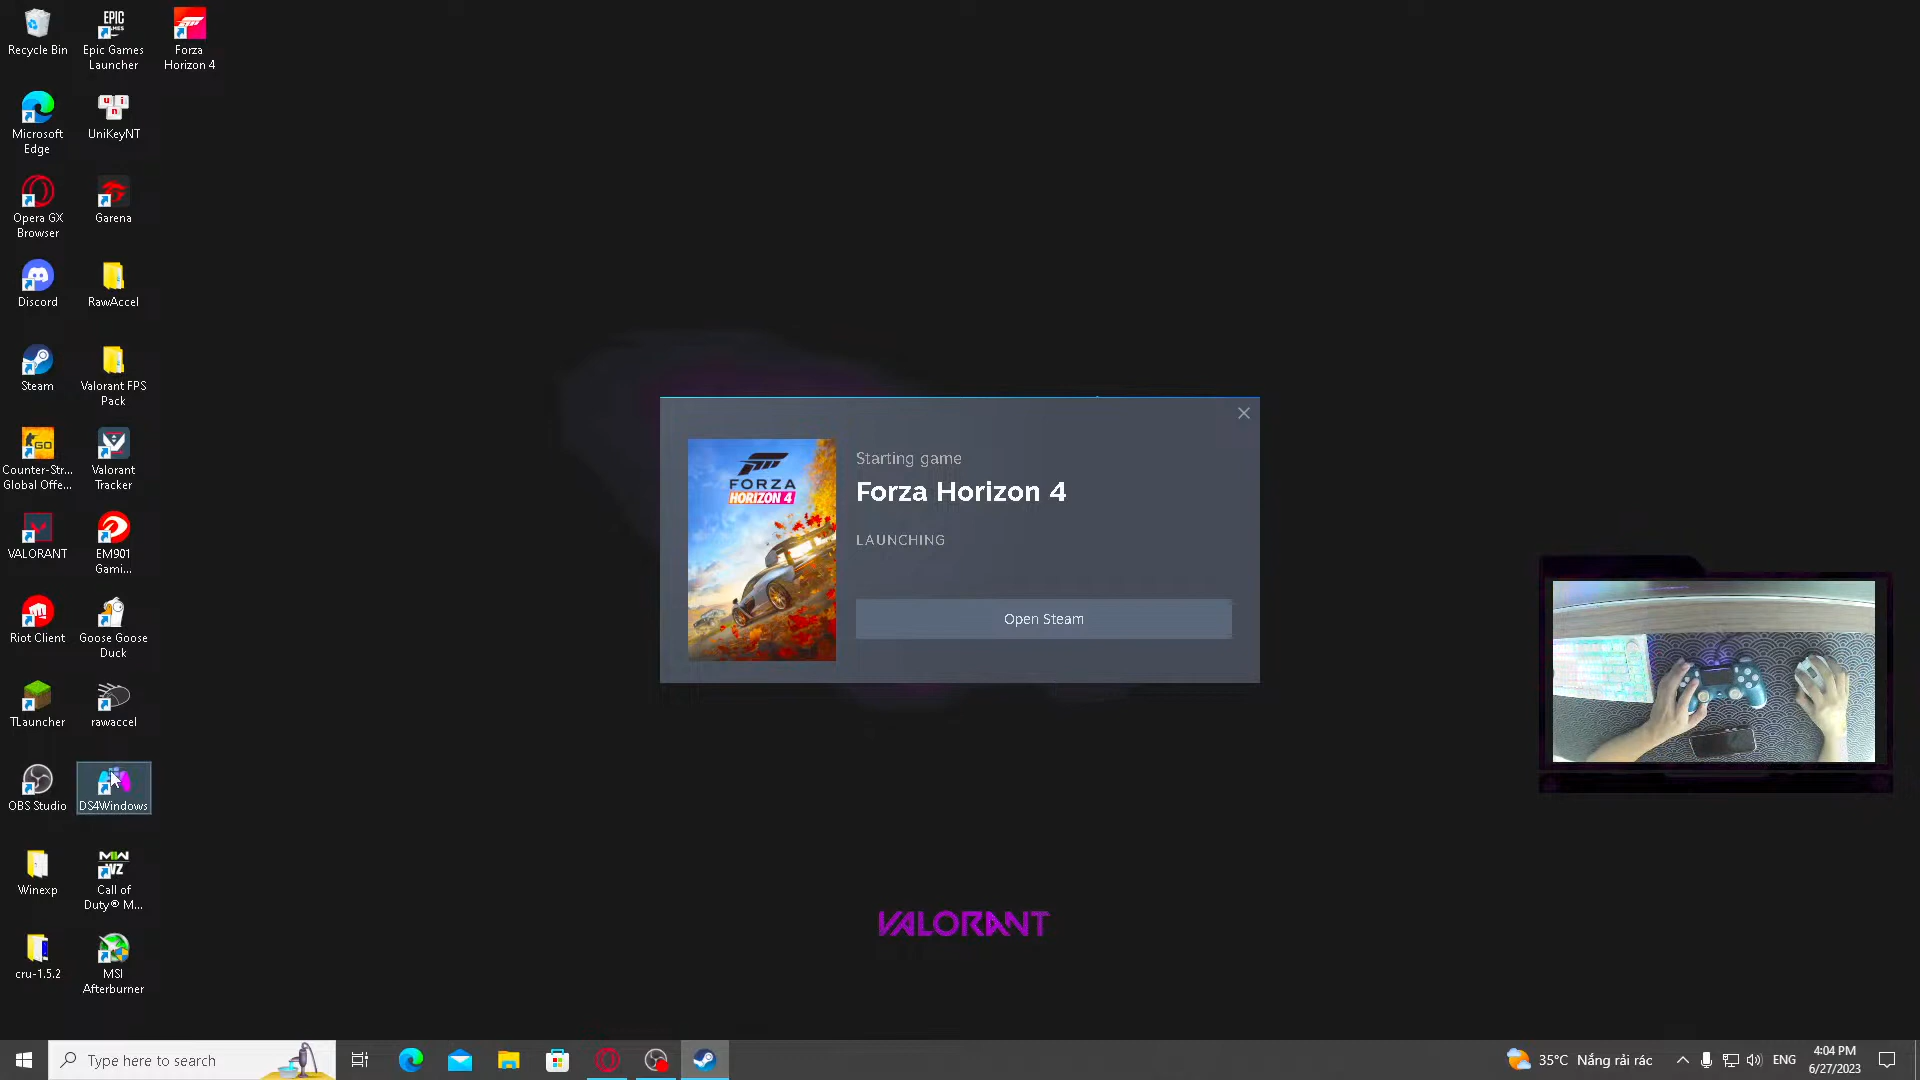 Recycle Bin
Epic Games
Launcher
Forza
Horizon 4
Microsoft
Edge
UniKeyNT
Opera GX
Browser
Garena
Discord
RawAccel
Steam
Valorant FPS
Pack
Counter-Str...
Global Offe...
Valorant
Tracker
VALORANT
EM901
Gami...
Riot Client
Goose Goose
Duck
TLauncher
rawaccel
OBS Studio
DS4Windows
Winexp
Call of
Duty® M...
cru-1.5.2
MSI
Afterburner
FORZA
HORIZON 4
Starting game
Forza Horizon 4
LAUNCHING
Open Steam
VALORANT
Type here to search
35°C Nắng rải rác
ENG
4:04 PM
6/27/2023